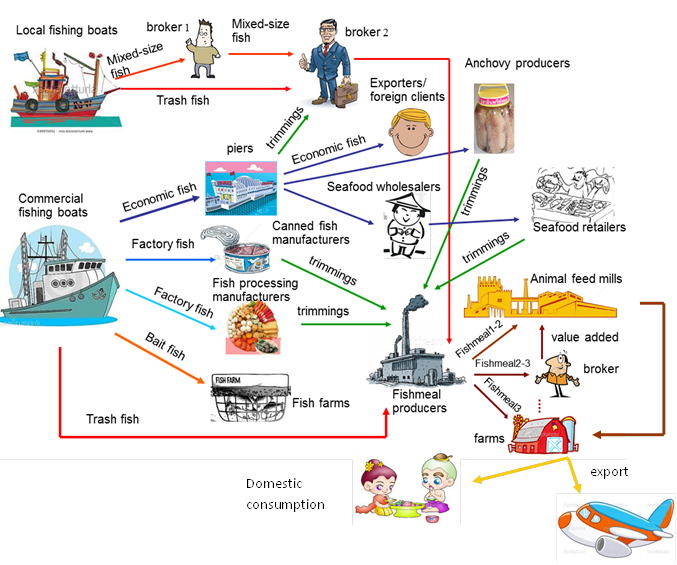 Local fishing boats
broker 1
Mixed-size
fish
broker 2
Mixed-size
fish
Trash fish
Exporters/
foreign clients
Anchovy producers
trimmings
piers
Economic fish
Economic fish
Seafood wholesalers
trimmings
Commercial
fishing boats
Factory fish
Canned fish
manufacturers
trimmings
Seafood retailers
trimmings
Fish processing
manufacturers
Factory fish
trimmings
Animal feed mills
Bait fish
Fishmeal1-2
value added
Fishmeal2-3
broker
FISH FARM
Fish farms
Fishmeal
producers
Fishmeal3
Trash fish
farms
Domestic
consumption
export